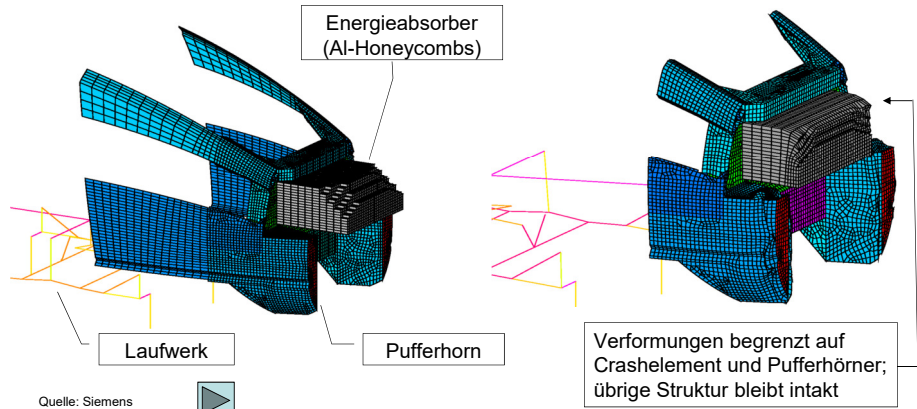 Energieabsorber
(Al-Honeycombs)
Laufwerk
Pufferhorn
Verformungen begrenzt auf
Crashelement und Pufferhörner;
übrige Struktur bleibt intakt
Quelle: Siemens